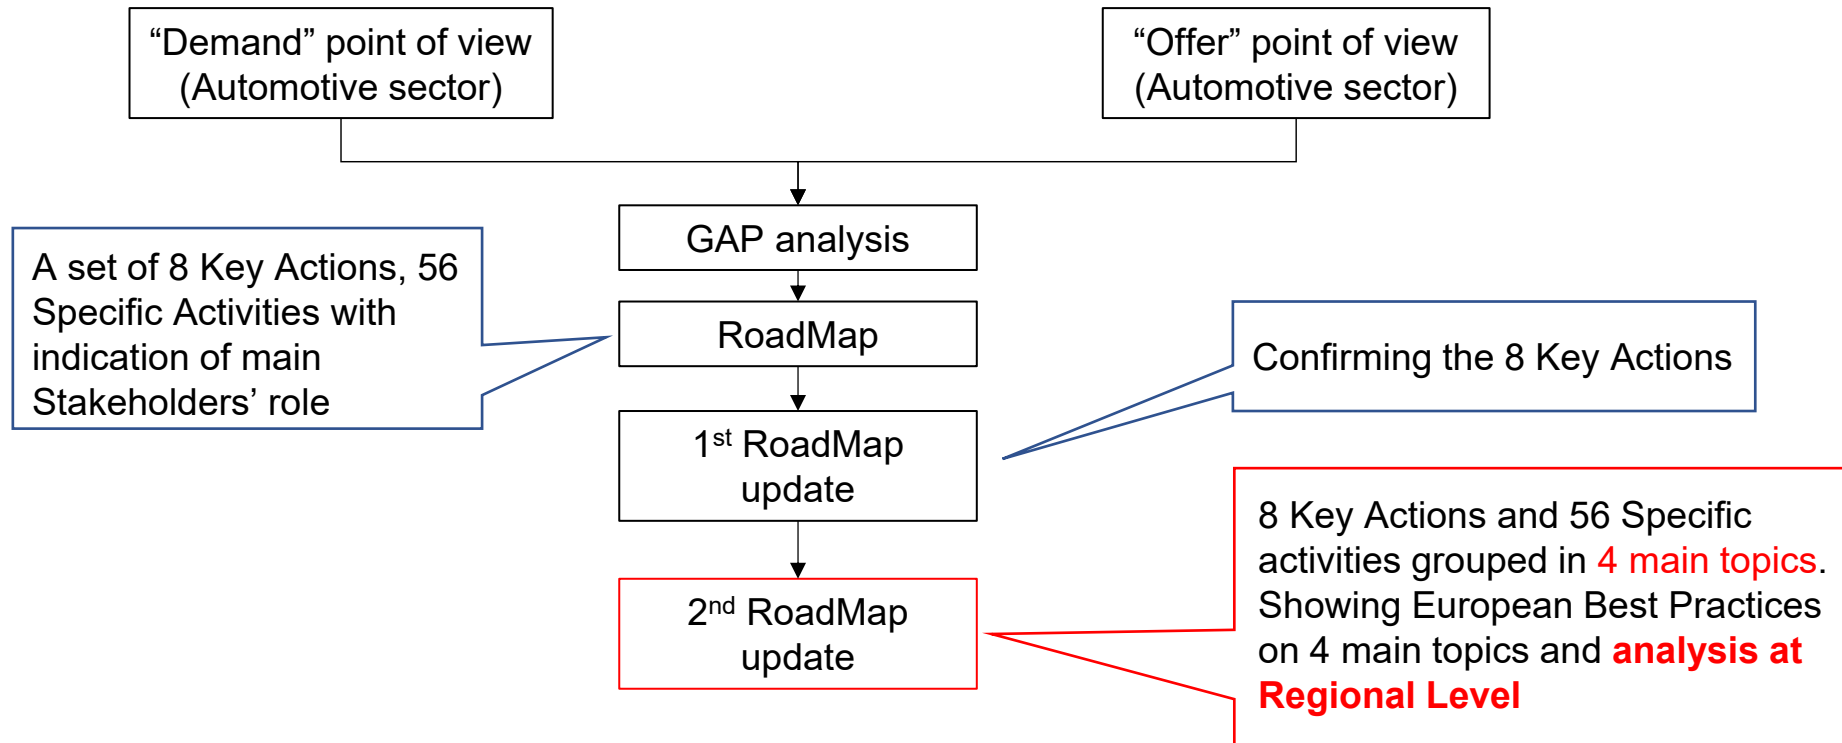 “Demand” point of view
(Automotive sector)
“Offer” point of view
(Automotive sector)
GAP analysis
A set of 8 Key Actions, 56
Specific Activities with
indication of main
Stakeholders’ role
RoadMap
Confirming the 8 Key Actions
1st RoadMap
update
8 Key Actions and 56 Specific
activities grouped in 4 main topics.
Showing European Best Practices
on 4 main topics and analysis at
Regional Level
2nd RoadMap
update